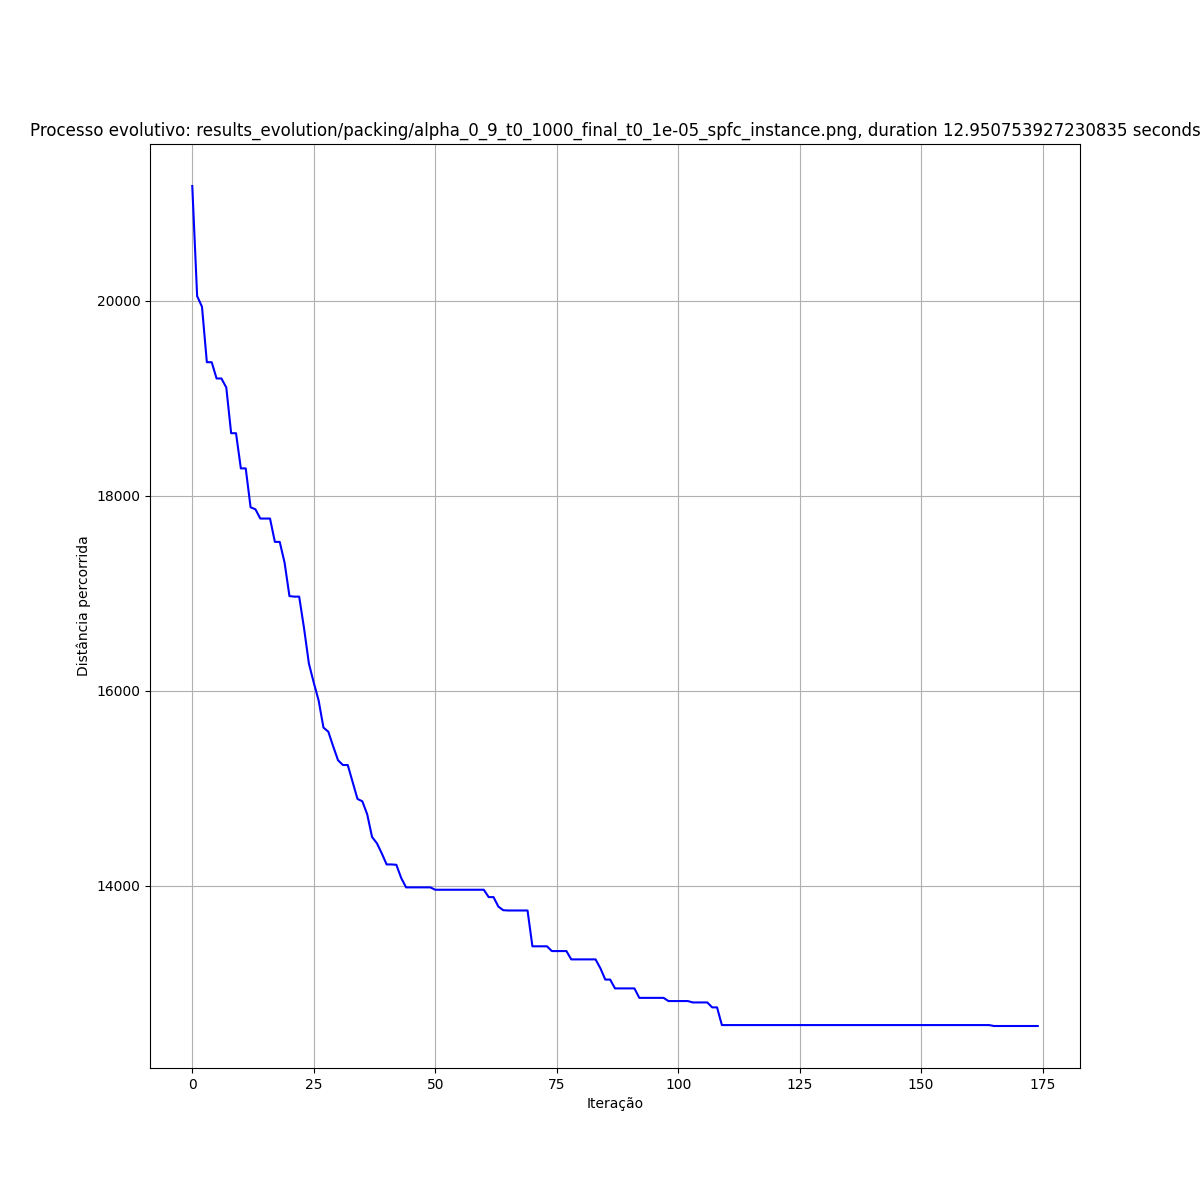 Processo evolutivo: results_evolution/packing/alpha_0_9_t0_1000_final_t0_1e-05_spfc_instance.png, duration 12.950753927230835 seconds
20000
18000
16000
14000
Distância percorrida
0 25 50 75 100 125 150 175
Iteração